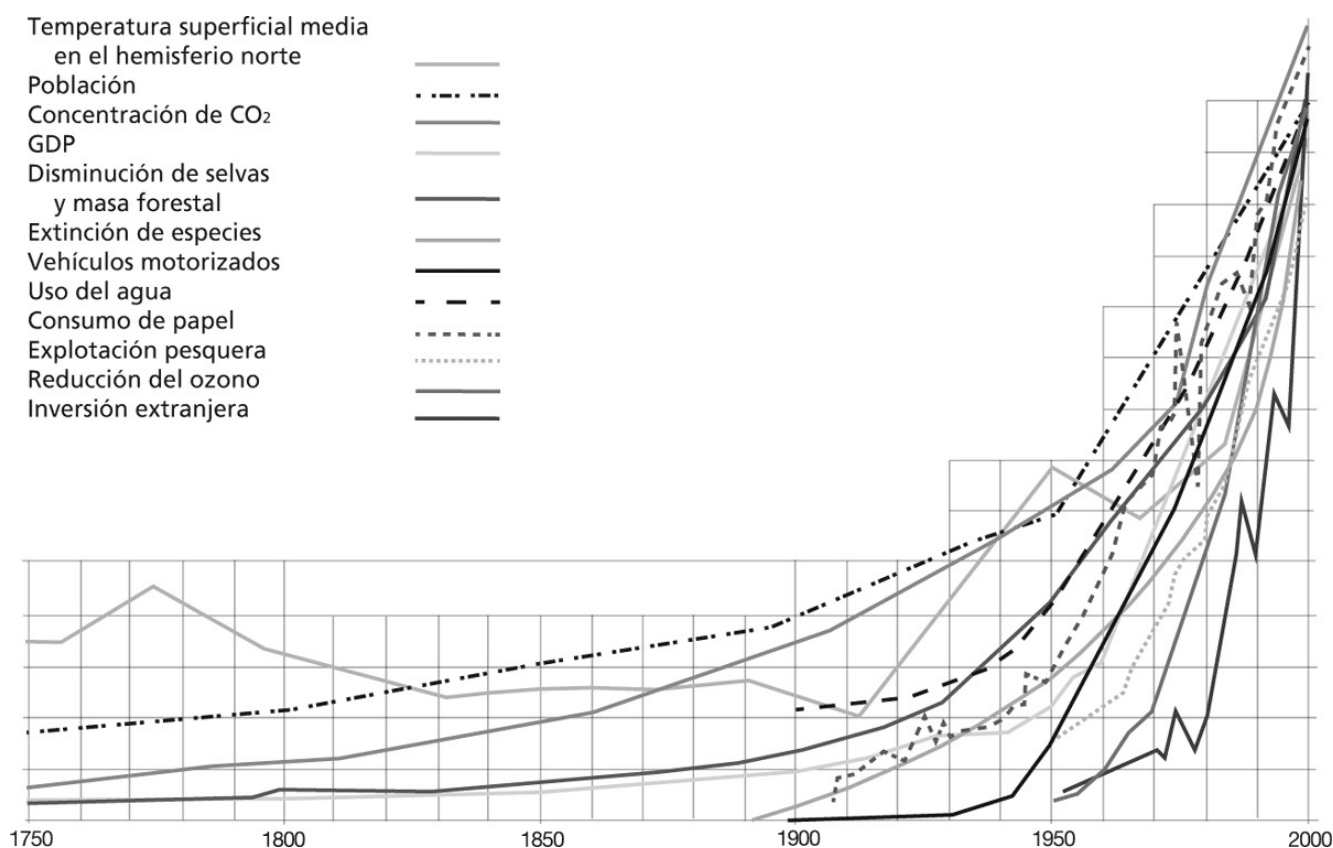 Temperatura superficial media
en el hemisferio norte
Población
Concentración de CO₂
GDP
Disminución de selvas
y masa forestal
Extinción de especies
Vehículos motorizados
Uso del agua
Consumo de papel
Explotación pesquera
Reducción del ozono
Inversión extranjera
1750 1800 1850 1900 1950 2000